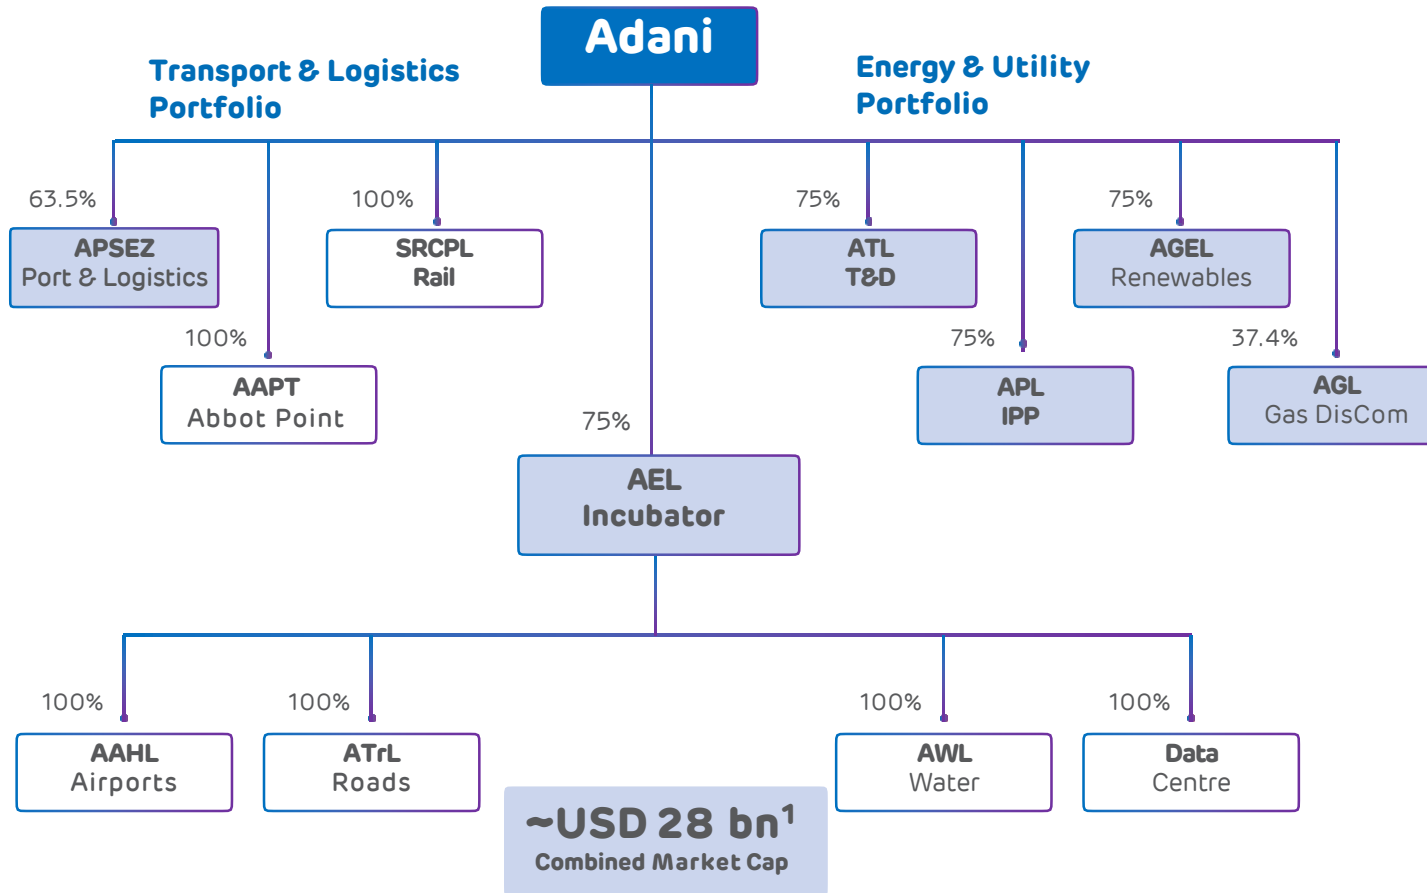 Adani
Transport & Logistics
Portfolio
Energy & Utility
Portfolio
63.5%
100%
75%
75%
APSEZ
Port & Logistics
SRCPL
Rail
ATL
T&D
AGEL
Renewables
100%
75%
37.4%
AAPT
Abbot Point
APL
IPP
AGL
Gas DisCom
75%
AEL
Incubator
100%
100%
100%
100%
AAHL
Airports
ATrL
Roads
AWL
Water
Data
Centre
~USD 28 bn¹
Combined Market Cap